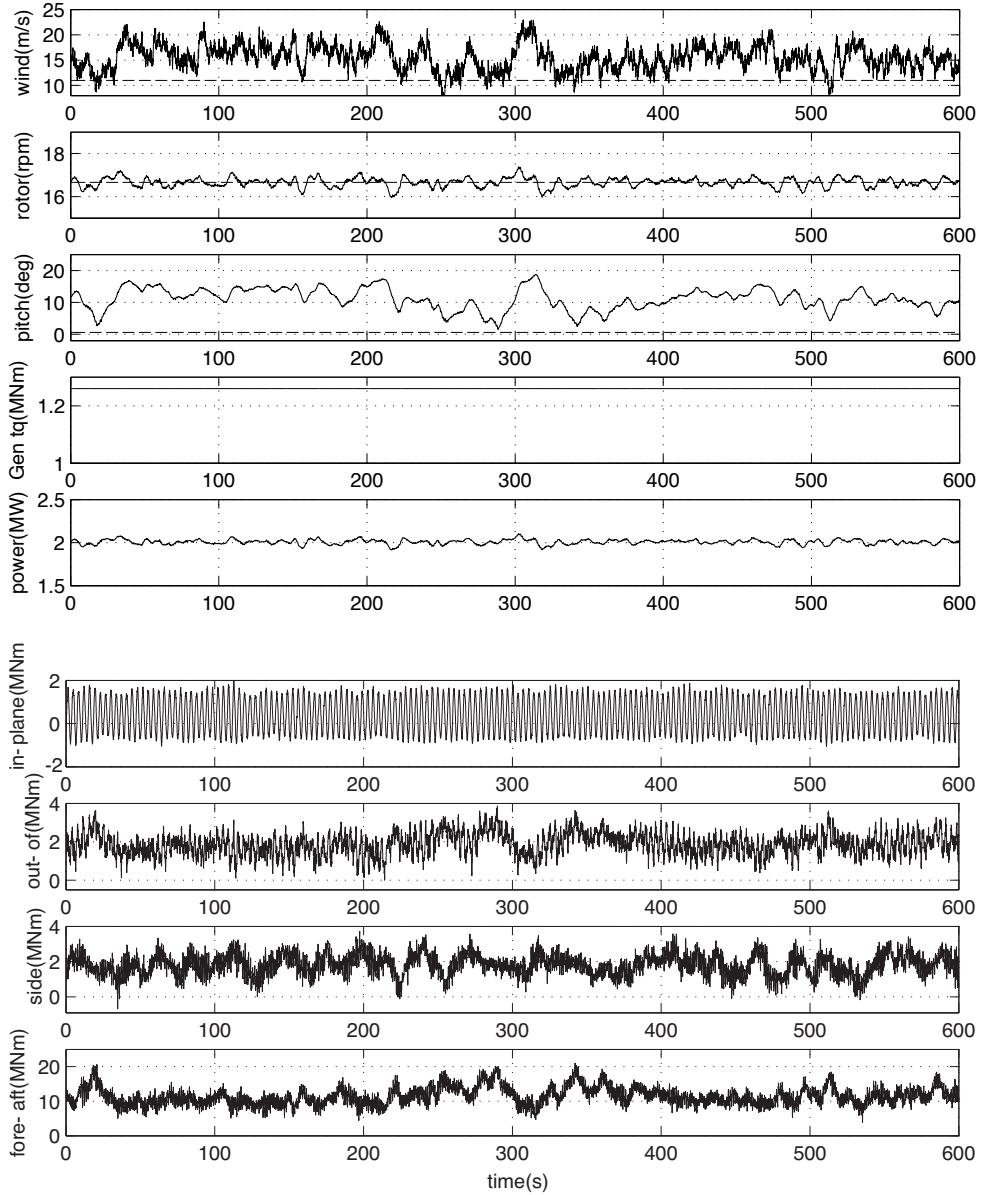 wind(m/s)
25
20
15
10
0 100 200 300 400 500 600
rotor(rpm)
18
16
0 100 200 300 400 500 600
pitch(deg)
20
10
0
0 100 200 300 400 500 600
Gen tq(MNm)
1.2
1
0 100 200 300 400 500 600
power(MW)
2.5
2
1.5
0 100 200 300 400 500 600
in- plane(MNm
2
0
-2
0 100 200 300 400 500 600
out- of(MNm)
4
2
0
0 100 200 300 400 500 600
side(MNm)
4
2
0
0 100 200 300 400 500 600
fore- aft(MNm)
20
10
0
0 100 200 300 400 500 600
time(s)